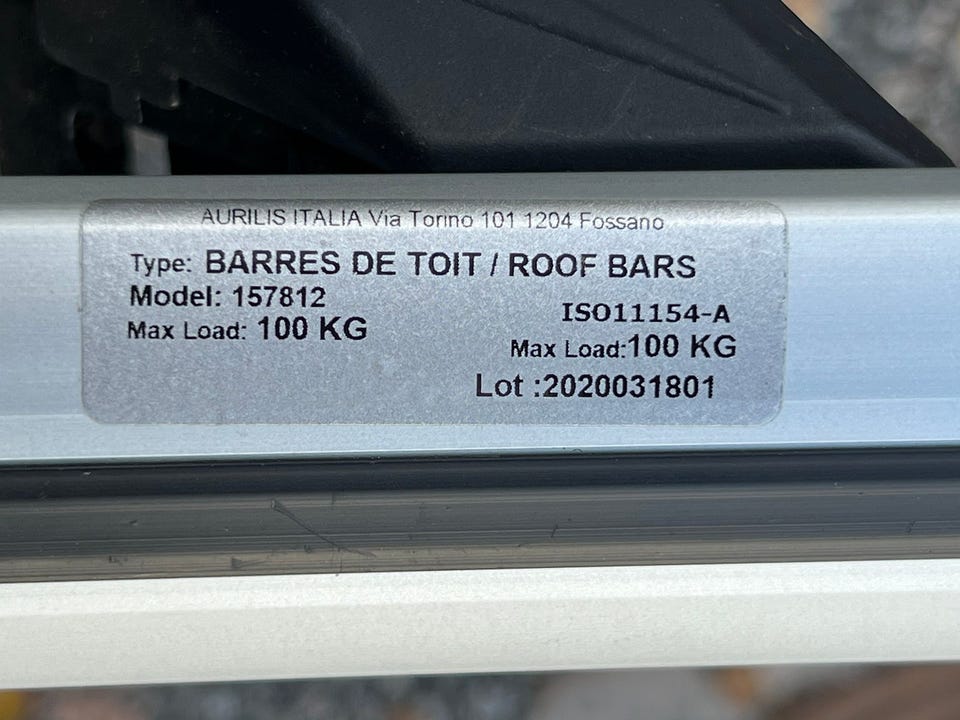 AURILIS ITALIA Via Torino 101 1204 Fossano
Type: BARRES DE TOIT / ROOF BARS
Model: 157812
ISO11154-A
Max Load: 100 KG
Max Load:100 KG
Lot :2020031801